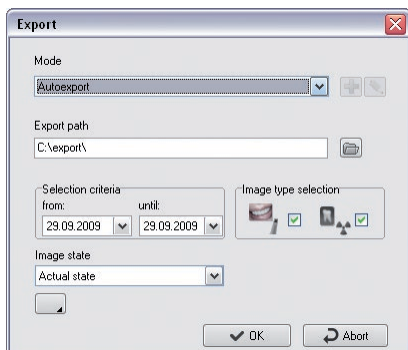 Export
Mode
Autoexport
Export path
C:\export\
Selection criteria
from: until:
29.09.2009 29.09.2009
Image type selection
Image state
Actual state
OK Abort